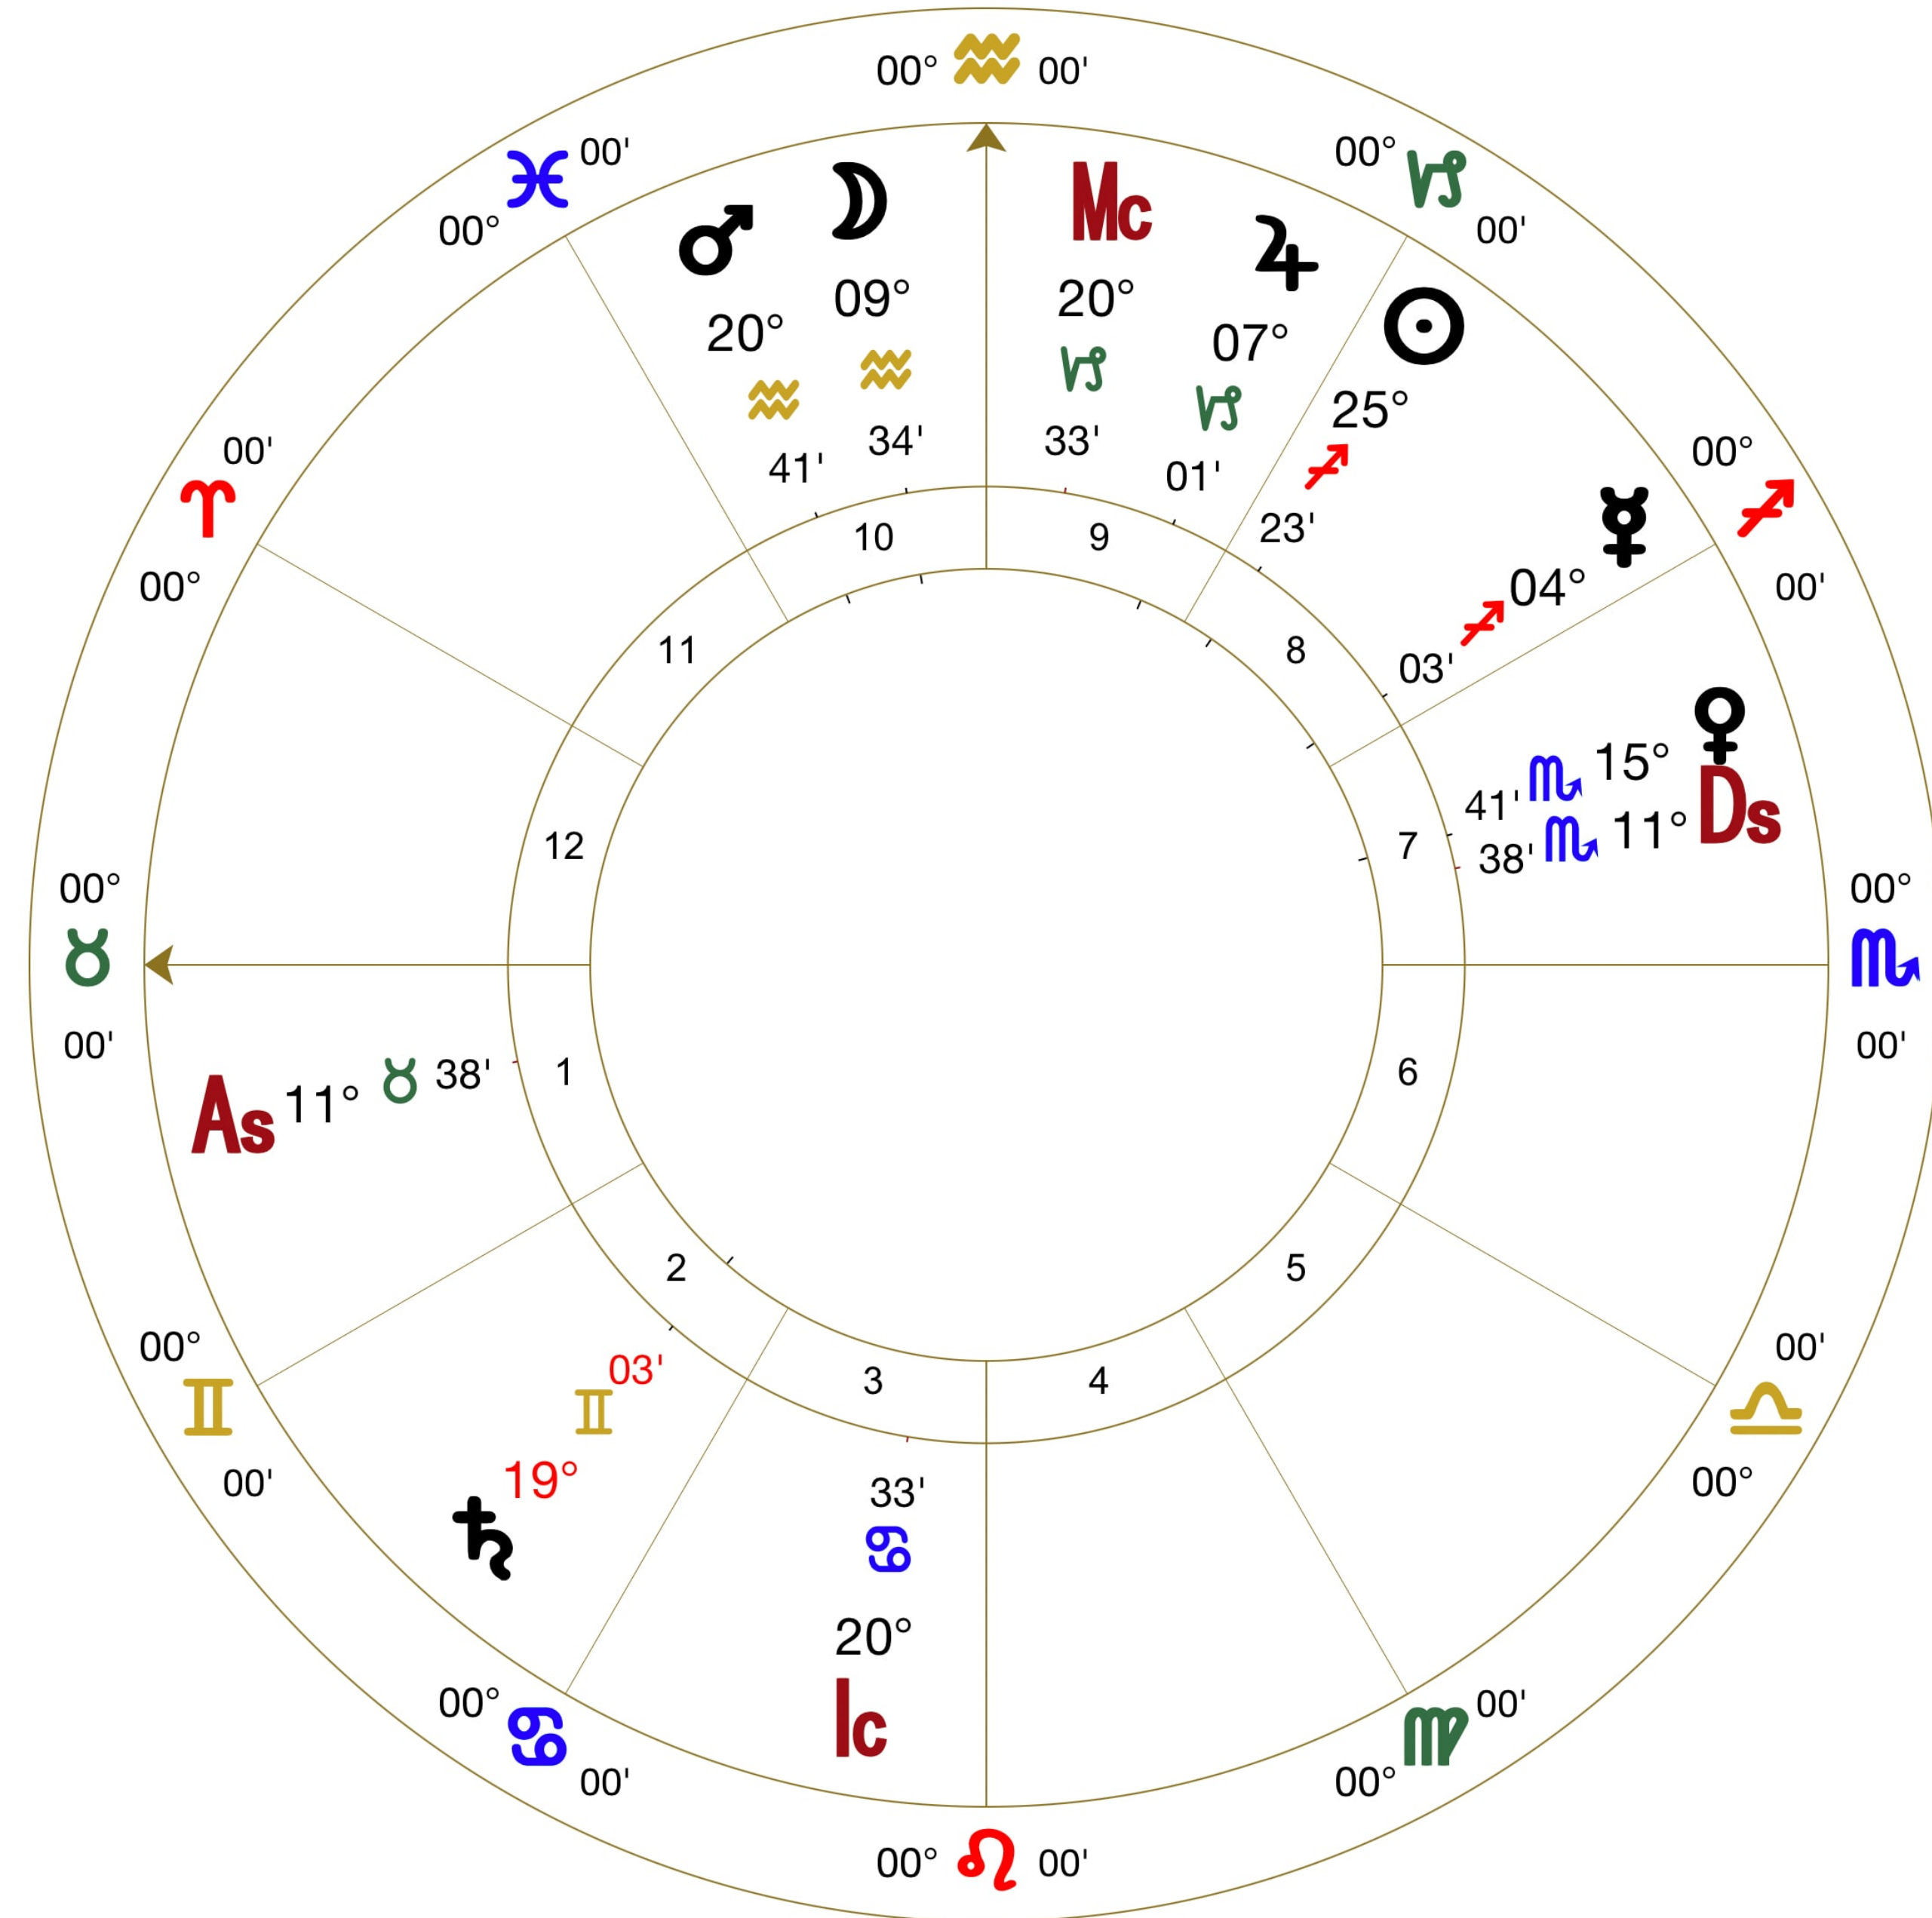 00° ♒ 00'
00° ♓ 00'
00° ♑ 00'
♂ 20° ♒ 41'
☽ 09° ♒ 34'
Mc 20° ♑ 33'
♃ 07° ♑ 01'
☉ 25° ♐ 23'
00' ♈ 00°
00° ♐ 00'
☿ 04° ♐ 03'
10
9
11
8
♀ 15° ♏ 41'
Ds 11° ♏ 38'
12
7
00° ♉ 00'
00° ♏ 00'
As 11° ♉ 38'
1
6
2
5
3
4
00° ♊ 00'
00' ♎ 00°
♄ 19° ♊ 03'
33' ♋ 20° Ic
00° ♋ 00'
00' ♍ 00°
00° ♌ 00'